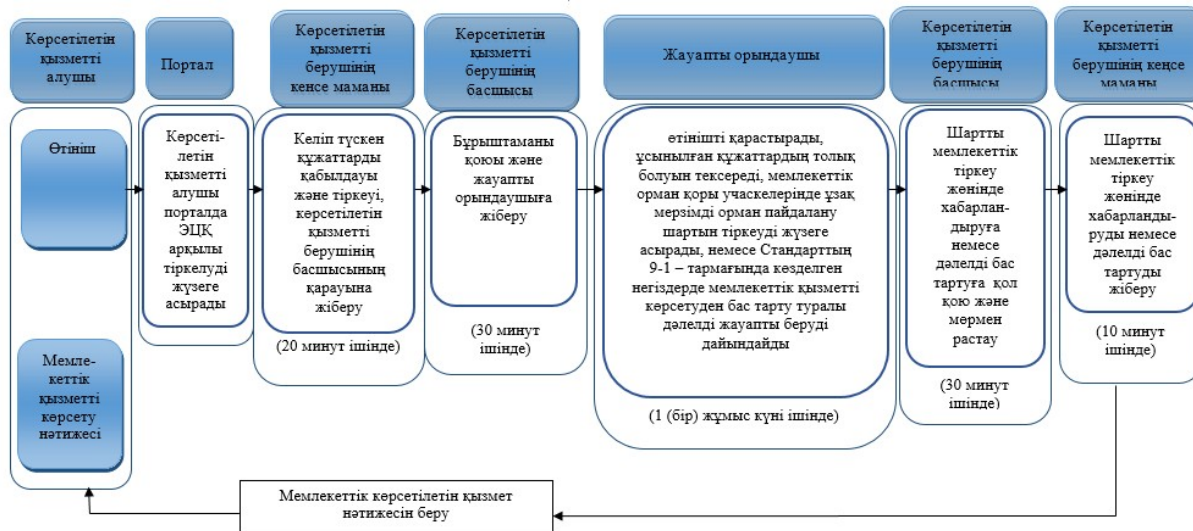 Көрсетілетін
қызметті
алушы
Портал
Көрсетілетін
қызметті
берушінің
кеңсе маманы
Көрсетілетін
қызметті
берушінің
басшысы
Жауапты орындаушы
Көрсетілетін
қызметті
берушінің
басшысы
Көрсетілетін
қызметті
берушінің кеңсе
маманы
Өтініш
Көрсеті-
летін
қызметті
алушы
порталда
ЭЦҚ
арқылы
тіркелуді
жүзеге
асырады
Келіп түскен
құжаттарды
қабылдауы
және тіркеуі,
көрсетілетін
қызметті
берушінің
басшысының
қарауына
жіберу
(20 минут ішінде)
Бұрыштаманы
қоюы және
жауапты
орындаушыға
жіберу
(30 минут
ішінде)
өтінішті қарастырады,
ұсынылған құжаттардың толық
болуын тексереді, мемлекеттік
орман қоры учаскелерінде ұзақ
мерзімді орман пайдалану
шартын тіркеуді жүзеге
асырады, немесе Стандарттың
9-1 – тармағында көзделген
негіздерде мемлекеттік қызметті
көрсетуден бас тарту туралы
дәлелді жауапты беруді
дайындайды
(1 (бір) жұмыс күні ішінде)
Шартты
мемлекеттік
тіркеу
жөнінде
хабарлан-
дыруға
немесе
дәлелді бас
тартуға қол
қою және
мөрмен
растау
(30 минут
ішінде)
Шартты
мемлекеттік
тіркеу
жөнінде
хабарланды-
руды немесе
дәлелді бас
тартуды
жіберу
(10 минут
ішінде)
Мемле-
кеттік
қызметті
көрсету
нәтижесі
Мемлекеттік көрсетілетін қызмет
нәтижесін беру